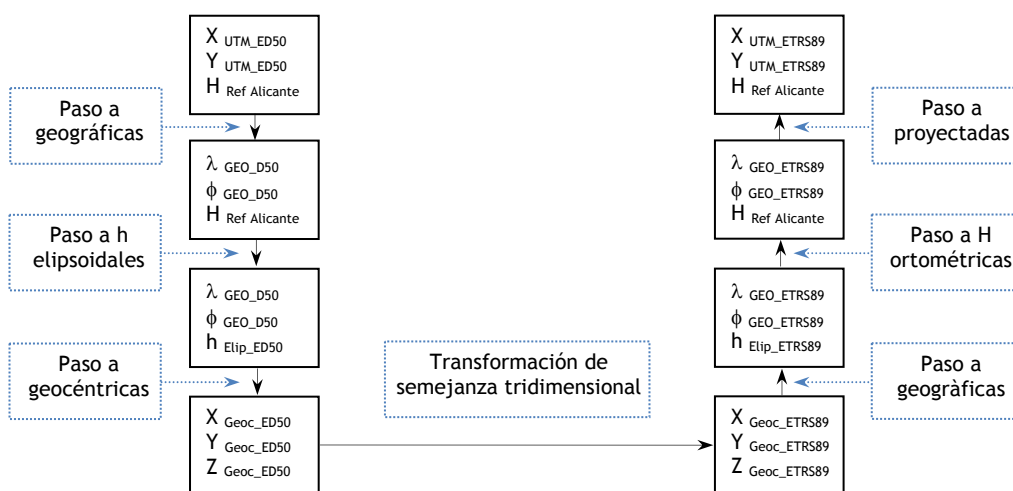 X UTM_ED50
Y UTM_ED50
H Ref Alicante
Paso a
geográficas
λ GEO_D50
ϕ GEO_D50
H Ref Alicante
Paso a h
elipsoidales
λ GEO_D50
ϕ GEO_D50
h Elip_ED50
Paso a
geocéntricas
X Geoc_ED50
Y Geoc_ED50
Z Geoc_ED50
Transformación de
semejanza tridimensional
X UTM_ETRS89
Y UTM_ETRS89
H Ref Alicante
Paso a
proyectadas
λ GEO_ETRS89
ϕ GEO_ETRS89
H Ref Alicante
Paso a H
ortométricas
λ GEO_ETRS89
ϕ GEO_ETRS89
h Elip_ETRS89
Paso a
geogràficas
X Geoc_ETRS89
Y Geoc_ETRS89
Z Geoc_ETRS89